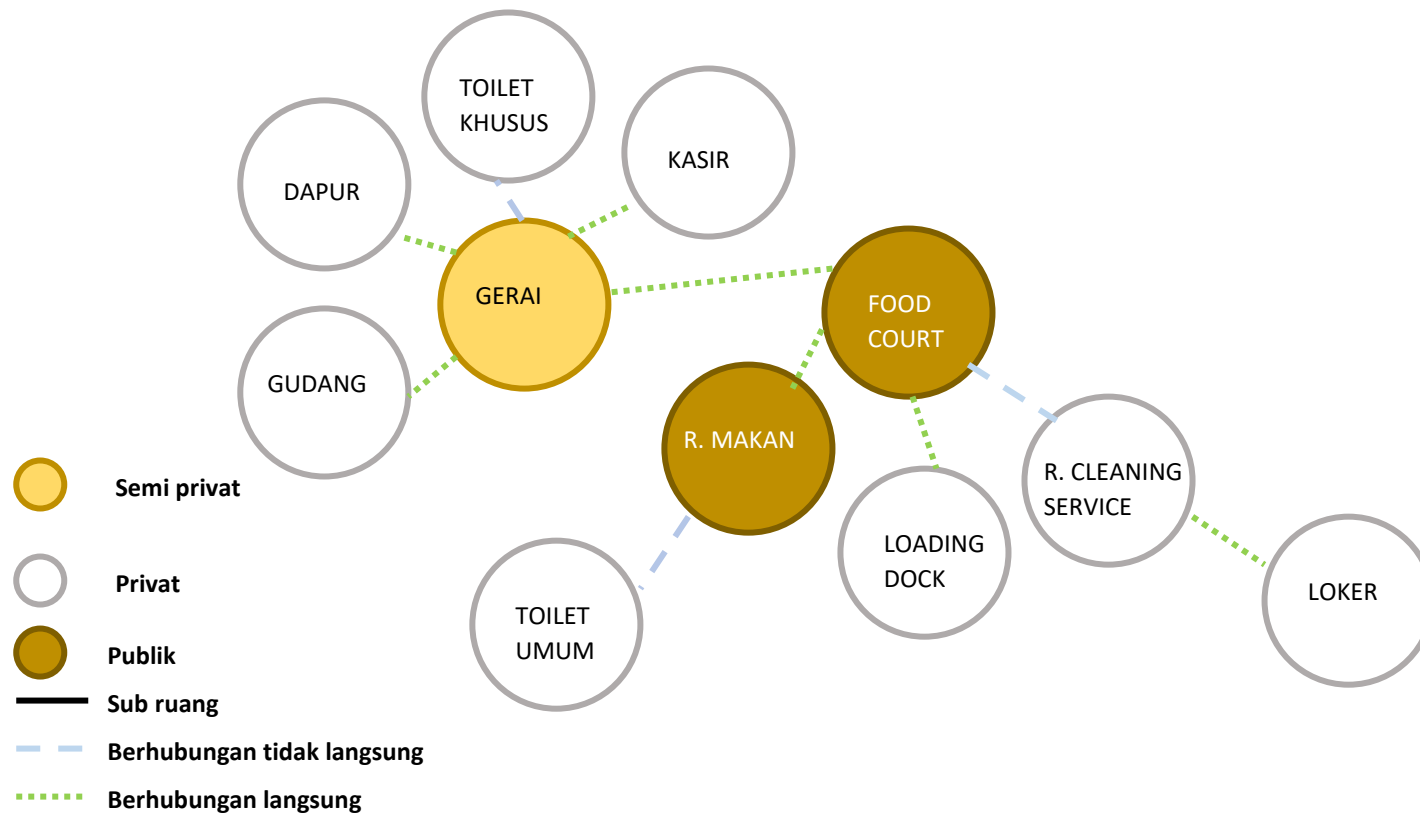 TOILET
KHUSUS
KASIR
DAPUR
GERAI
FOOD
COURT
GUDANG
R. MAKAN
R. CLEANING
SERVICE
LOADING
DOCK
LOKER
TOILET
UMUM
Semi privat
Privat
Publik
Sub ruang
Berhubungan tidak langsung
Berhubungan langsung